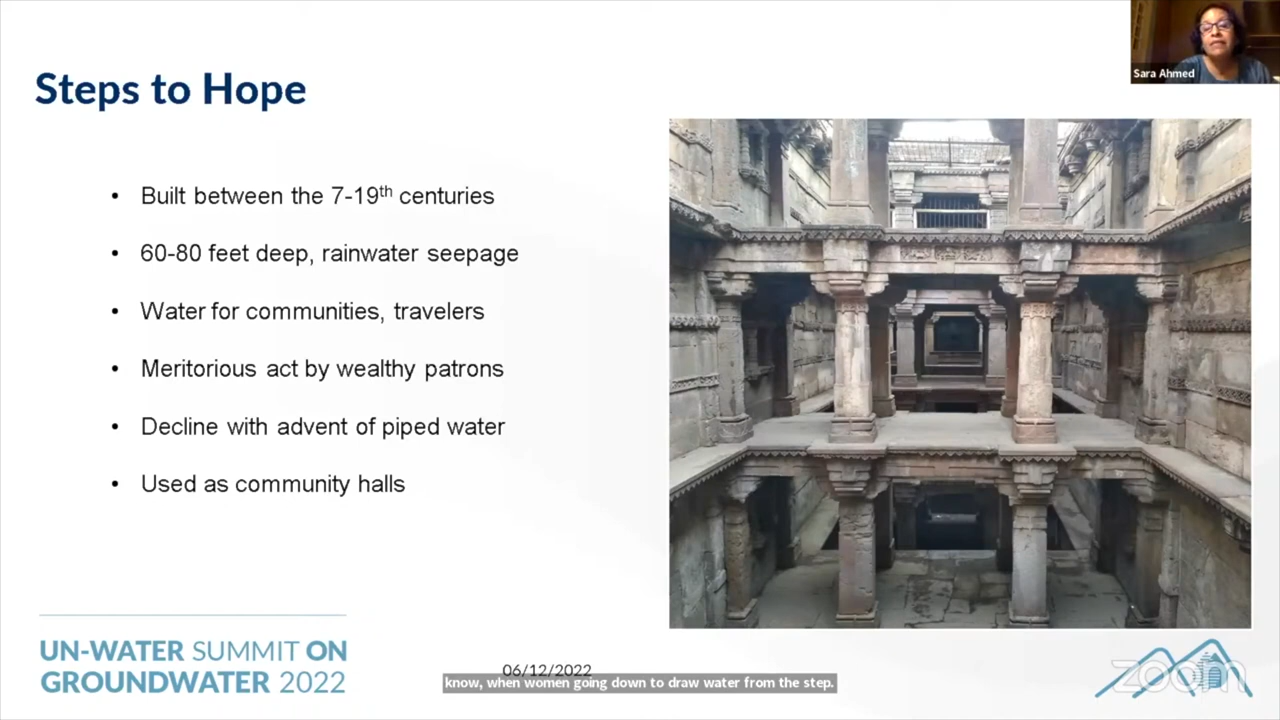 Sara Ahmed
Steps to Hope
• Built between the 7-19th centuries
• 60-80 feet deep, rainwater seepage
• Water for communities, travelers
• Meritorious act by wealthy patrons
• Decline with advent of piped water
• Used as community halls
UN-WATER SUMMIT ON
GROUNDWATER 2022
06/12/2022
know, when women going down to draw water from the step.
zoom